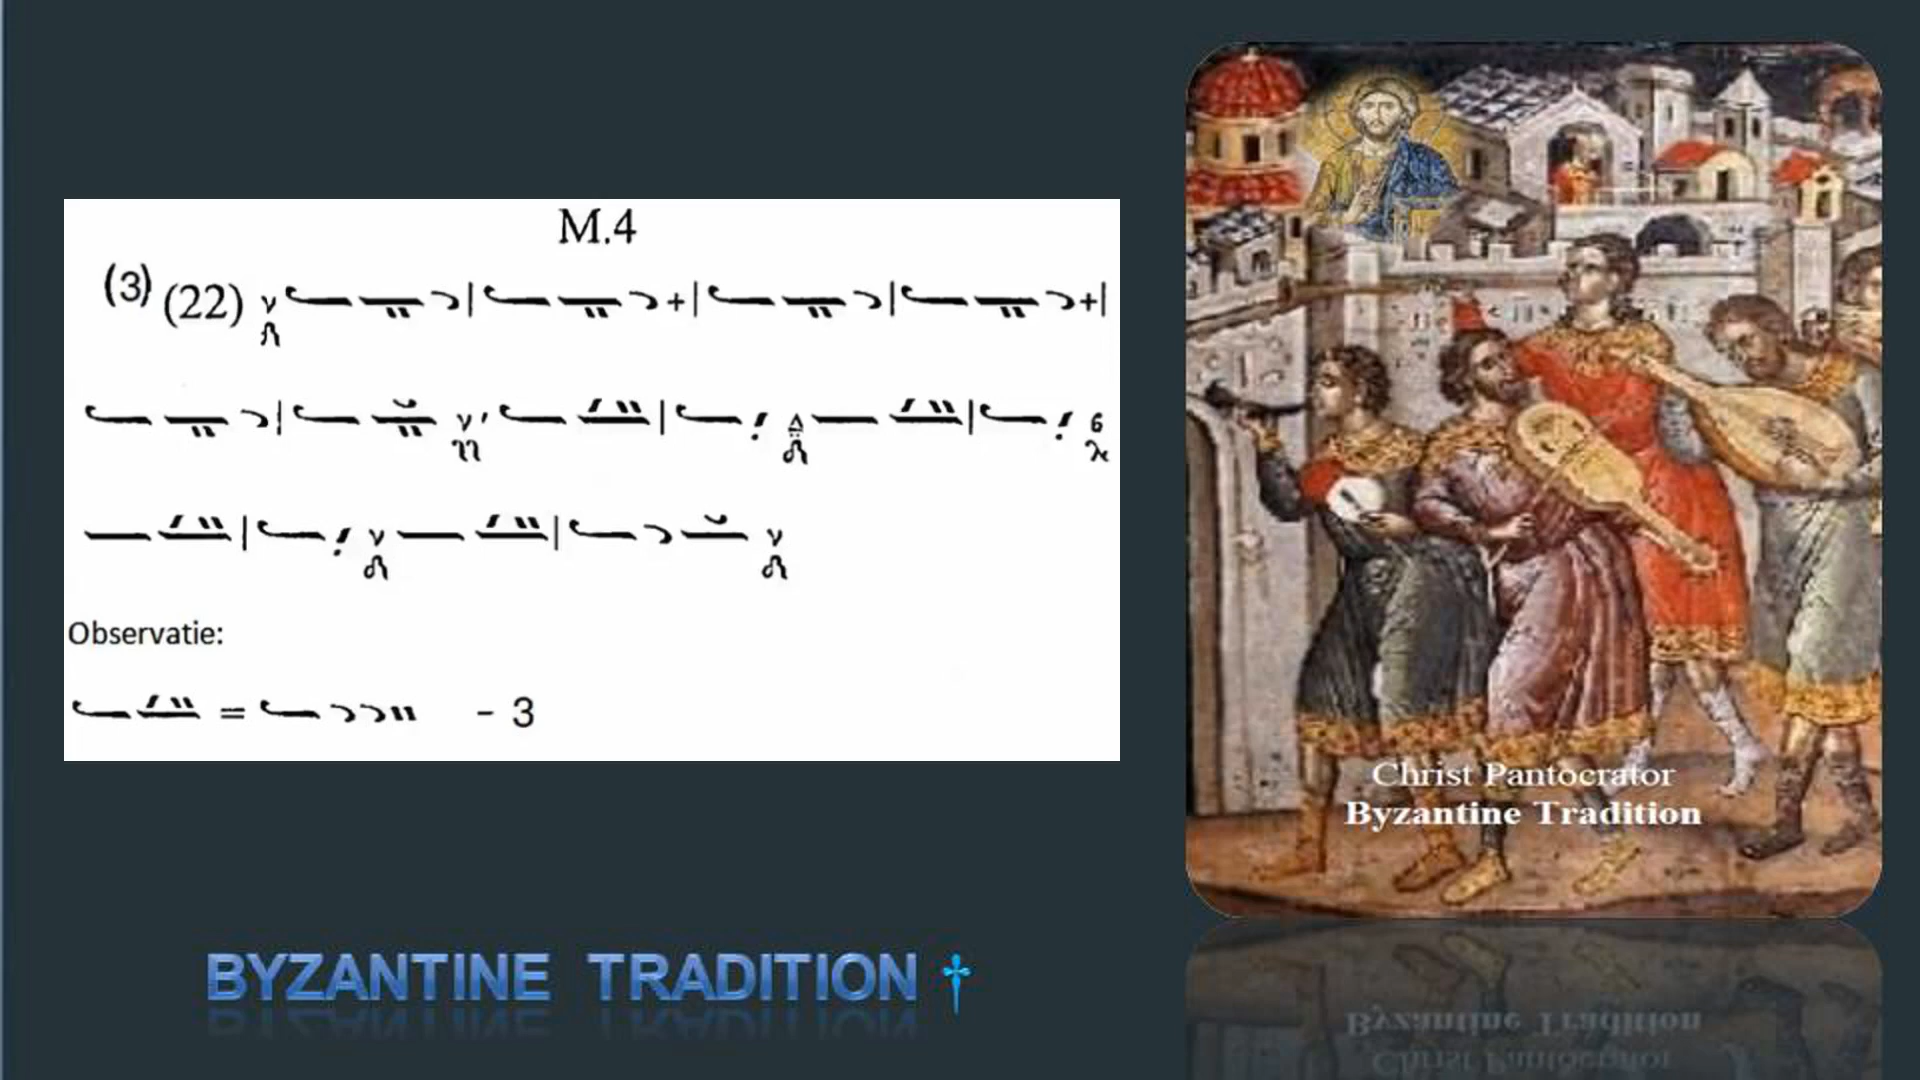 M.4
(3) (22)
Observatie:
= - 3
Christ Pantocrator
Byzantine Tradition
BYZANTINE TRADITION †